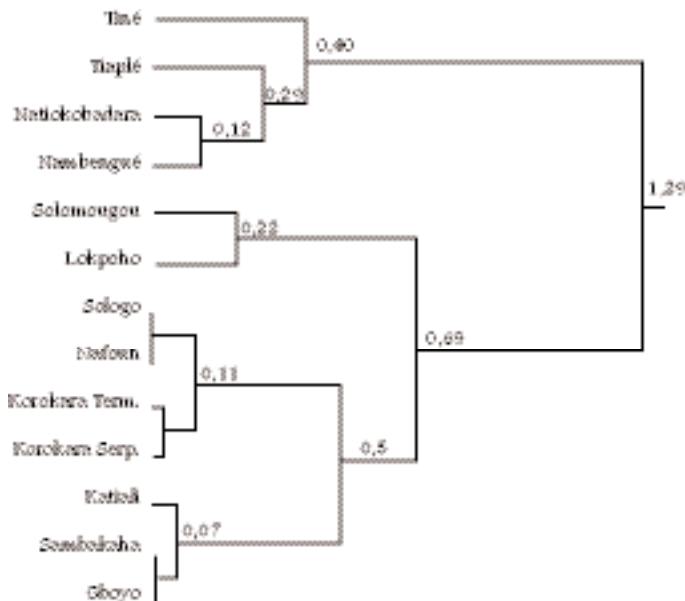 Tiné
0,40
Tiaplé
0,29
Natiokobadara
0,12
Nambengué
1,29
Solomougou
0,22
Lokpoho
Sologo
0,69
Nafoun
0,11
Korokara Term.
Korokara Serp.
0,5
Katiali
0,07
Sambakaha
Gboyo